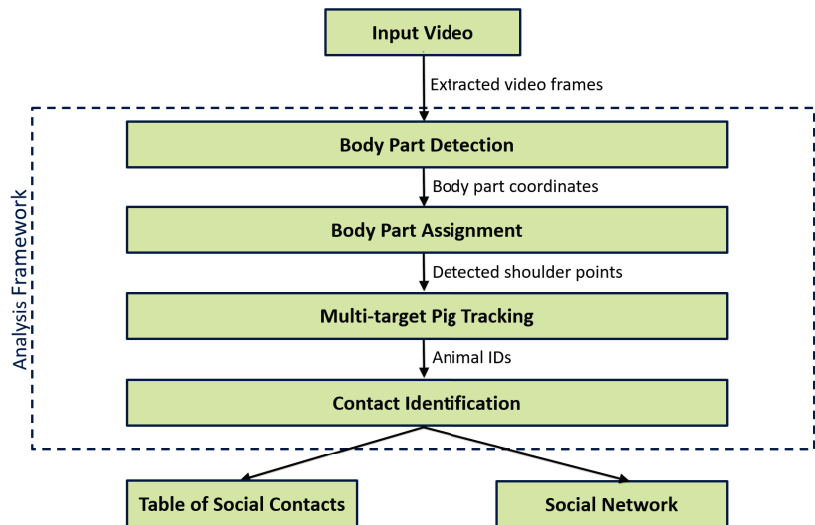 Input Video
Extracted video frames
Body Part Detection
Body part coordinates
Body Part Assignment
Detected shoulder points
Analysis Framework
Multi-target Pig Tracking
Animal IDs
Contact Identification
Table of Social Contacts
Social Network